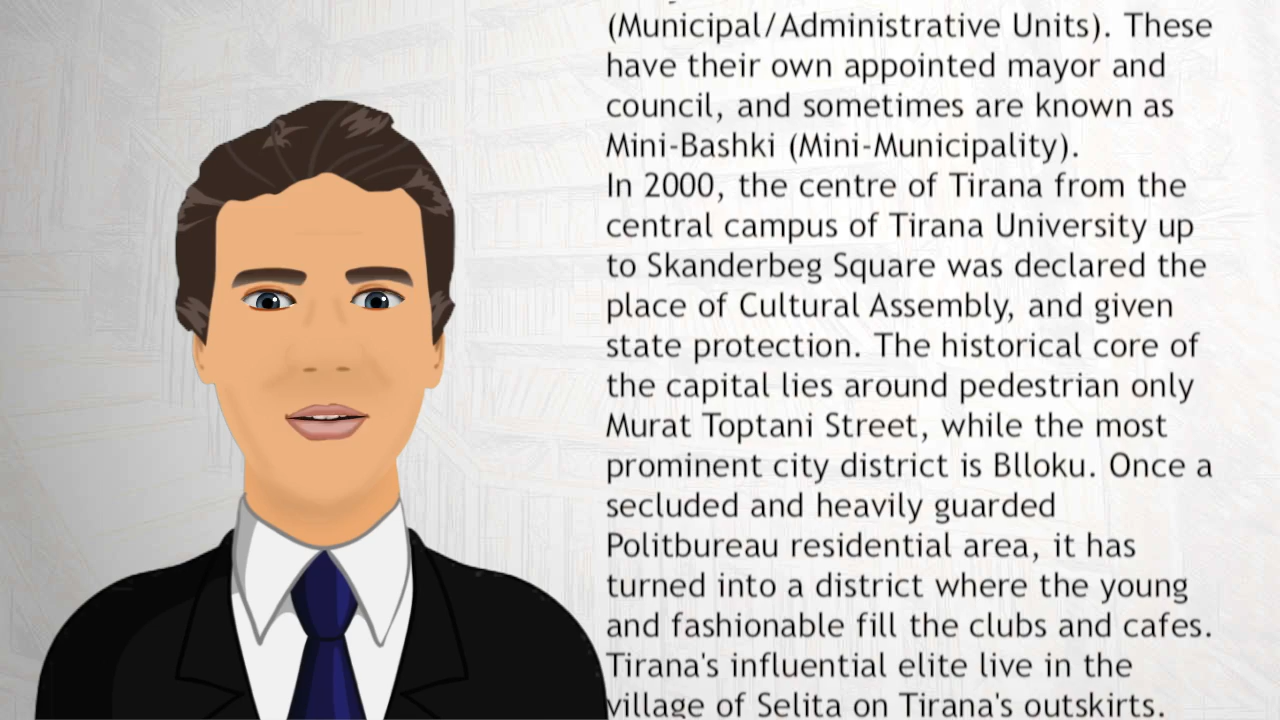 (Municipal/Administrative Units). These
have their own appointed mayor and
council, and sometimes are known as
Mini-Bashki (Mini-Municipality).
In 2000, the centre of Tirana from the
central campus of Tirana University up
to Skanderbeg Square was declared the
place of Cultural Assembly, and given
state protection. The historical core of
the capital lies around pedestrian only
Murat Toptani Street, while the most
prominent city district is Blloku. Once a
secluded and heavily guarded
Politbureau residential area, it has
turned into a district where the young
and fashionable fill the clubs and cafes.
Tirana's influential elite live in the
village of Selita on Tirana's outskirts.